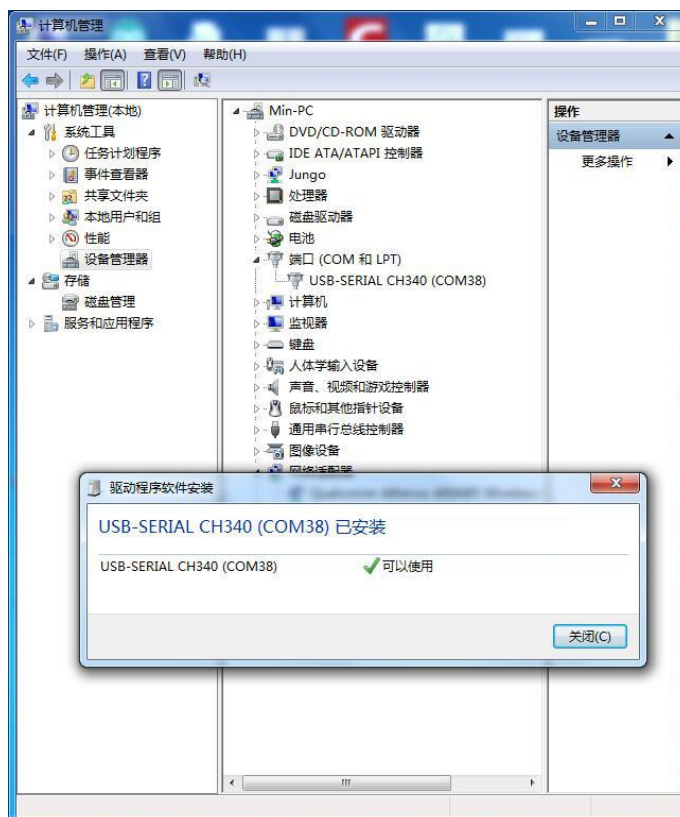 计算机管理
文件(F) 操作(A) 查看(V) 帮助(H)
计算机管理(本地)
系统工具
任务计划程序
事件查看器
共享文件夹
本地用户和组
性能
设备管理器
存储
磁盘管理
服务和应用程序
Min-PC
DVD/CD-ROM 驱动器
IDE ATA/ATAPI 控制器
Jungo
处理器
磁盘驱动器
电池
端口 (COM 和 LPT)
USB-SERIAL CH340 (COM38)
计算机
监视器
键盘
人体学输入设备
声音、视频和游戏控制器
鼠标和其他指针设备
通用串行总线控制器
图像设备
网络适配器
操作
设备管理器
更多操作
驱动程序软件安装
USB-SERIAL CH340 (COM38) 已安装
USB-SERIAL CH340 (COM38) 可以使用
关闭(C)